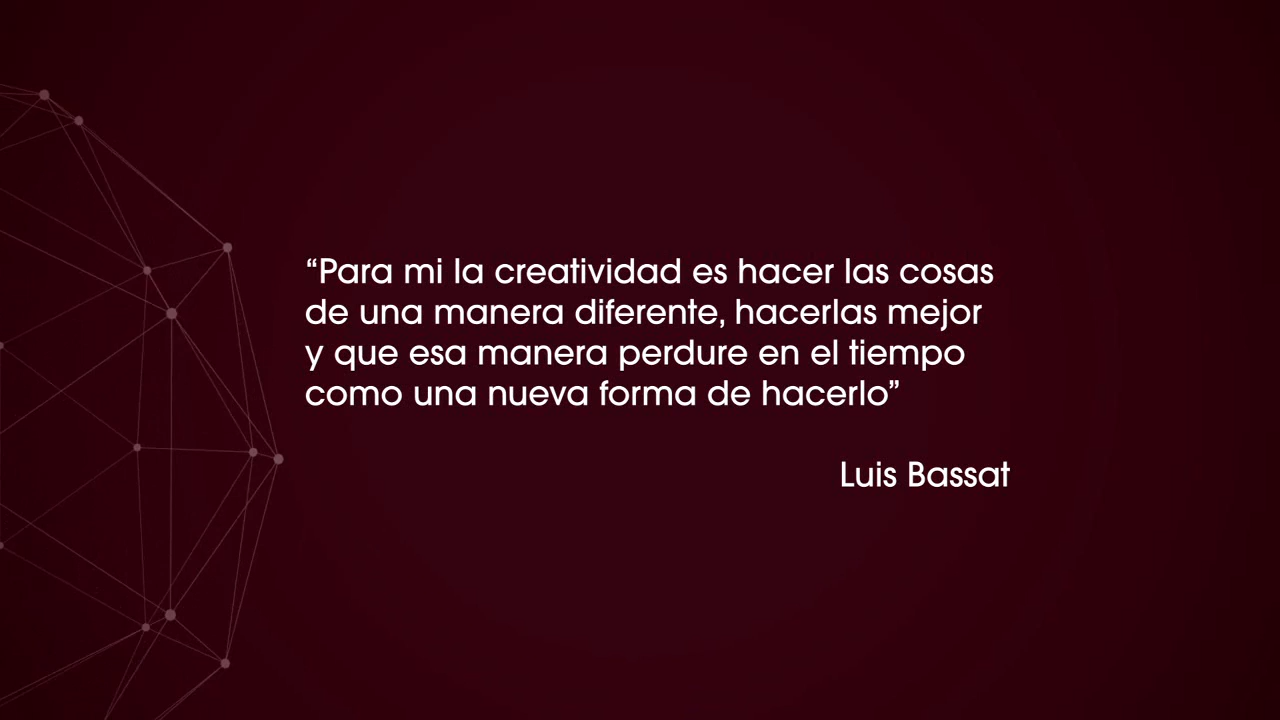 “Para mi la creatividad es hacer las cosas
de una manera diferente, hacerlas mejor
y que esa manera perdure en el tiempo
como una nueva forma de hacerlo”
Luis Bassat